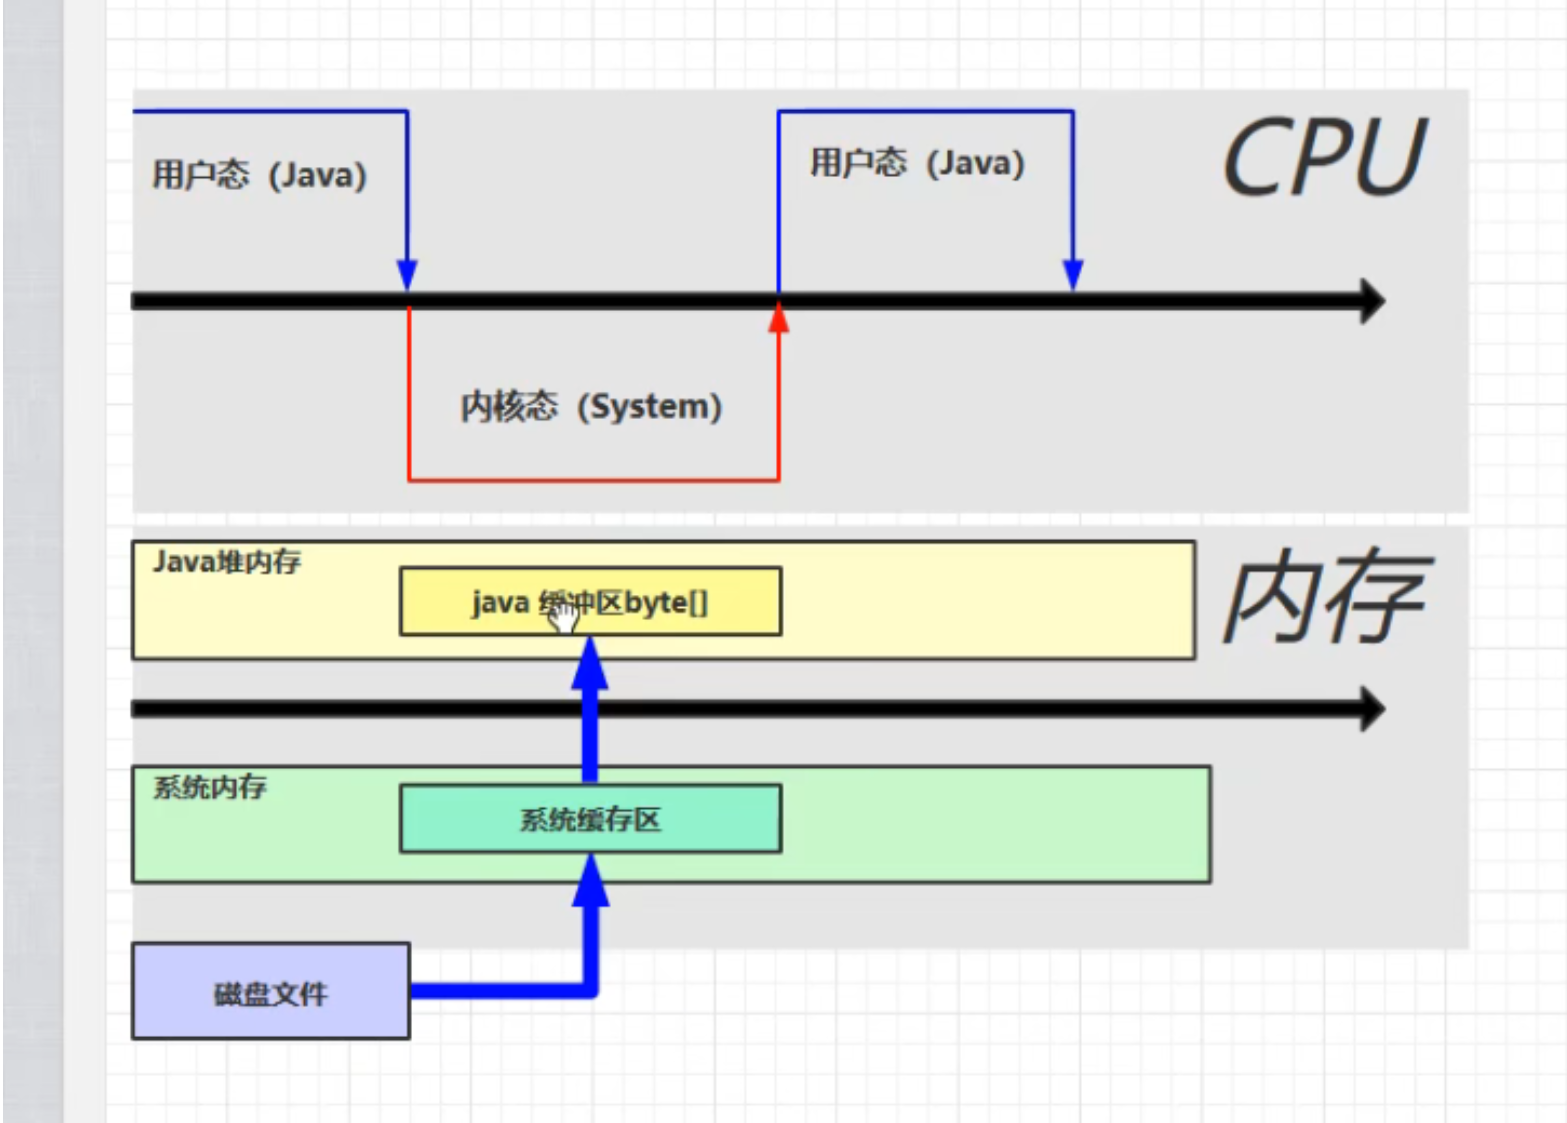 用户态（Java）
用户态（Java）
CPU
内核态（System）
Java堆内存
java 缓冲区byte[]
内存
系统内存
系统缓存区
磁盘文件